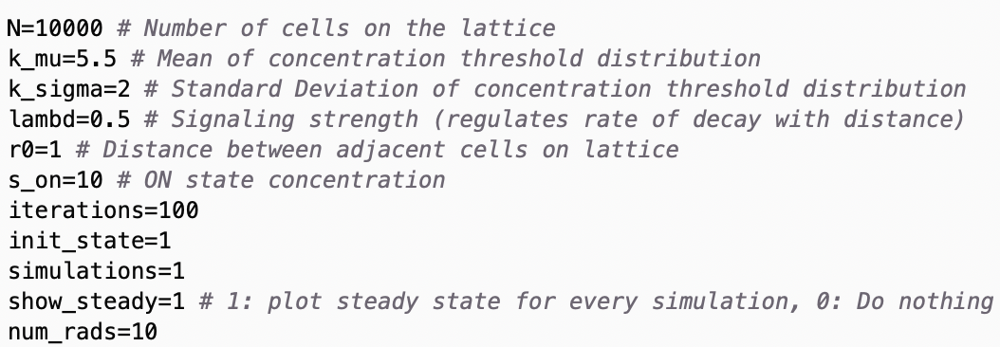 N=10000 # Number of cells on the lattice
k_mu=5.5 # Mean of concentration threshold distribution
k_sigma=2 # Standard Deviation of concentration threshold distribution
lambd=0.5 # Signaling strength (regulates rate of decay with distance)
r0=1 # Distance between adjacent cells on lattice
s_on=10 # ON state concentration
iterations=100
init_state=1
simulations=1
show_steady=1 # 1: plot steady state for every simulation, 0: Do nothing
num_rads=10